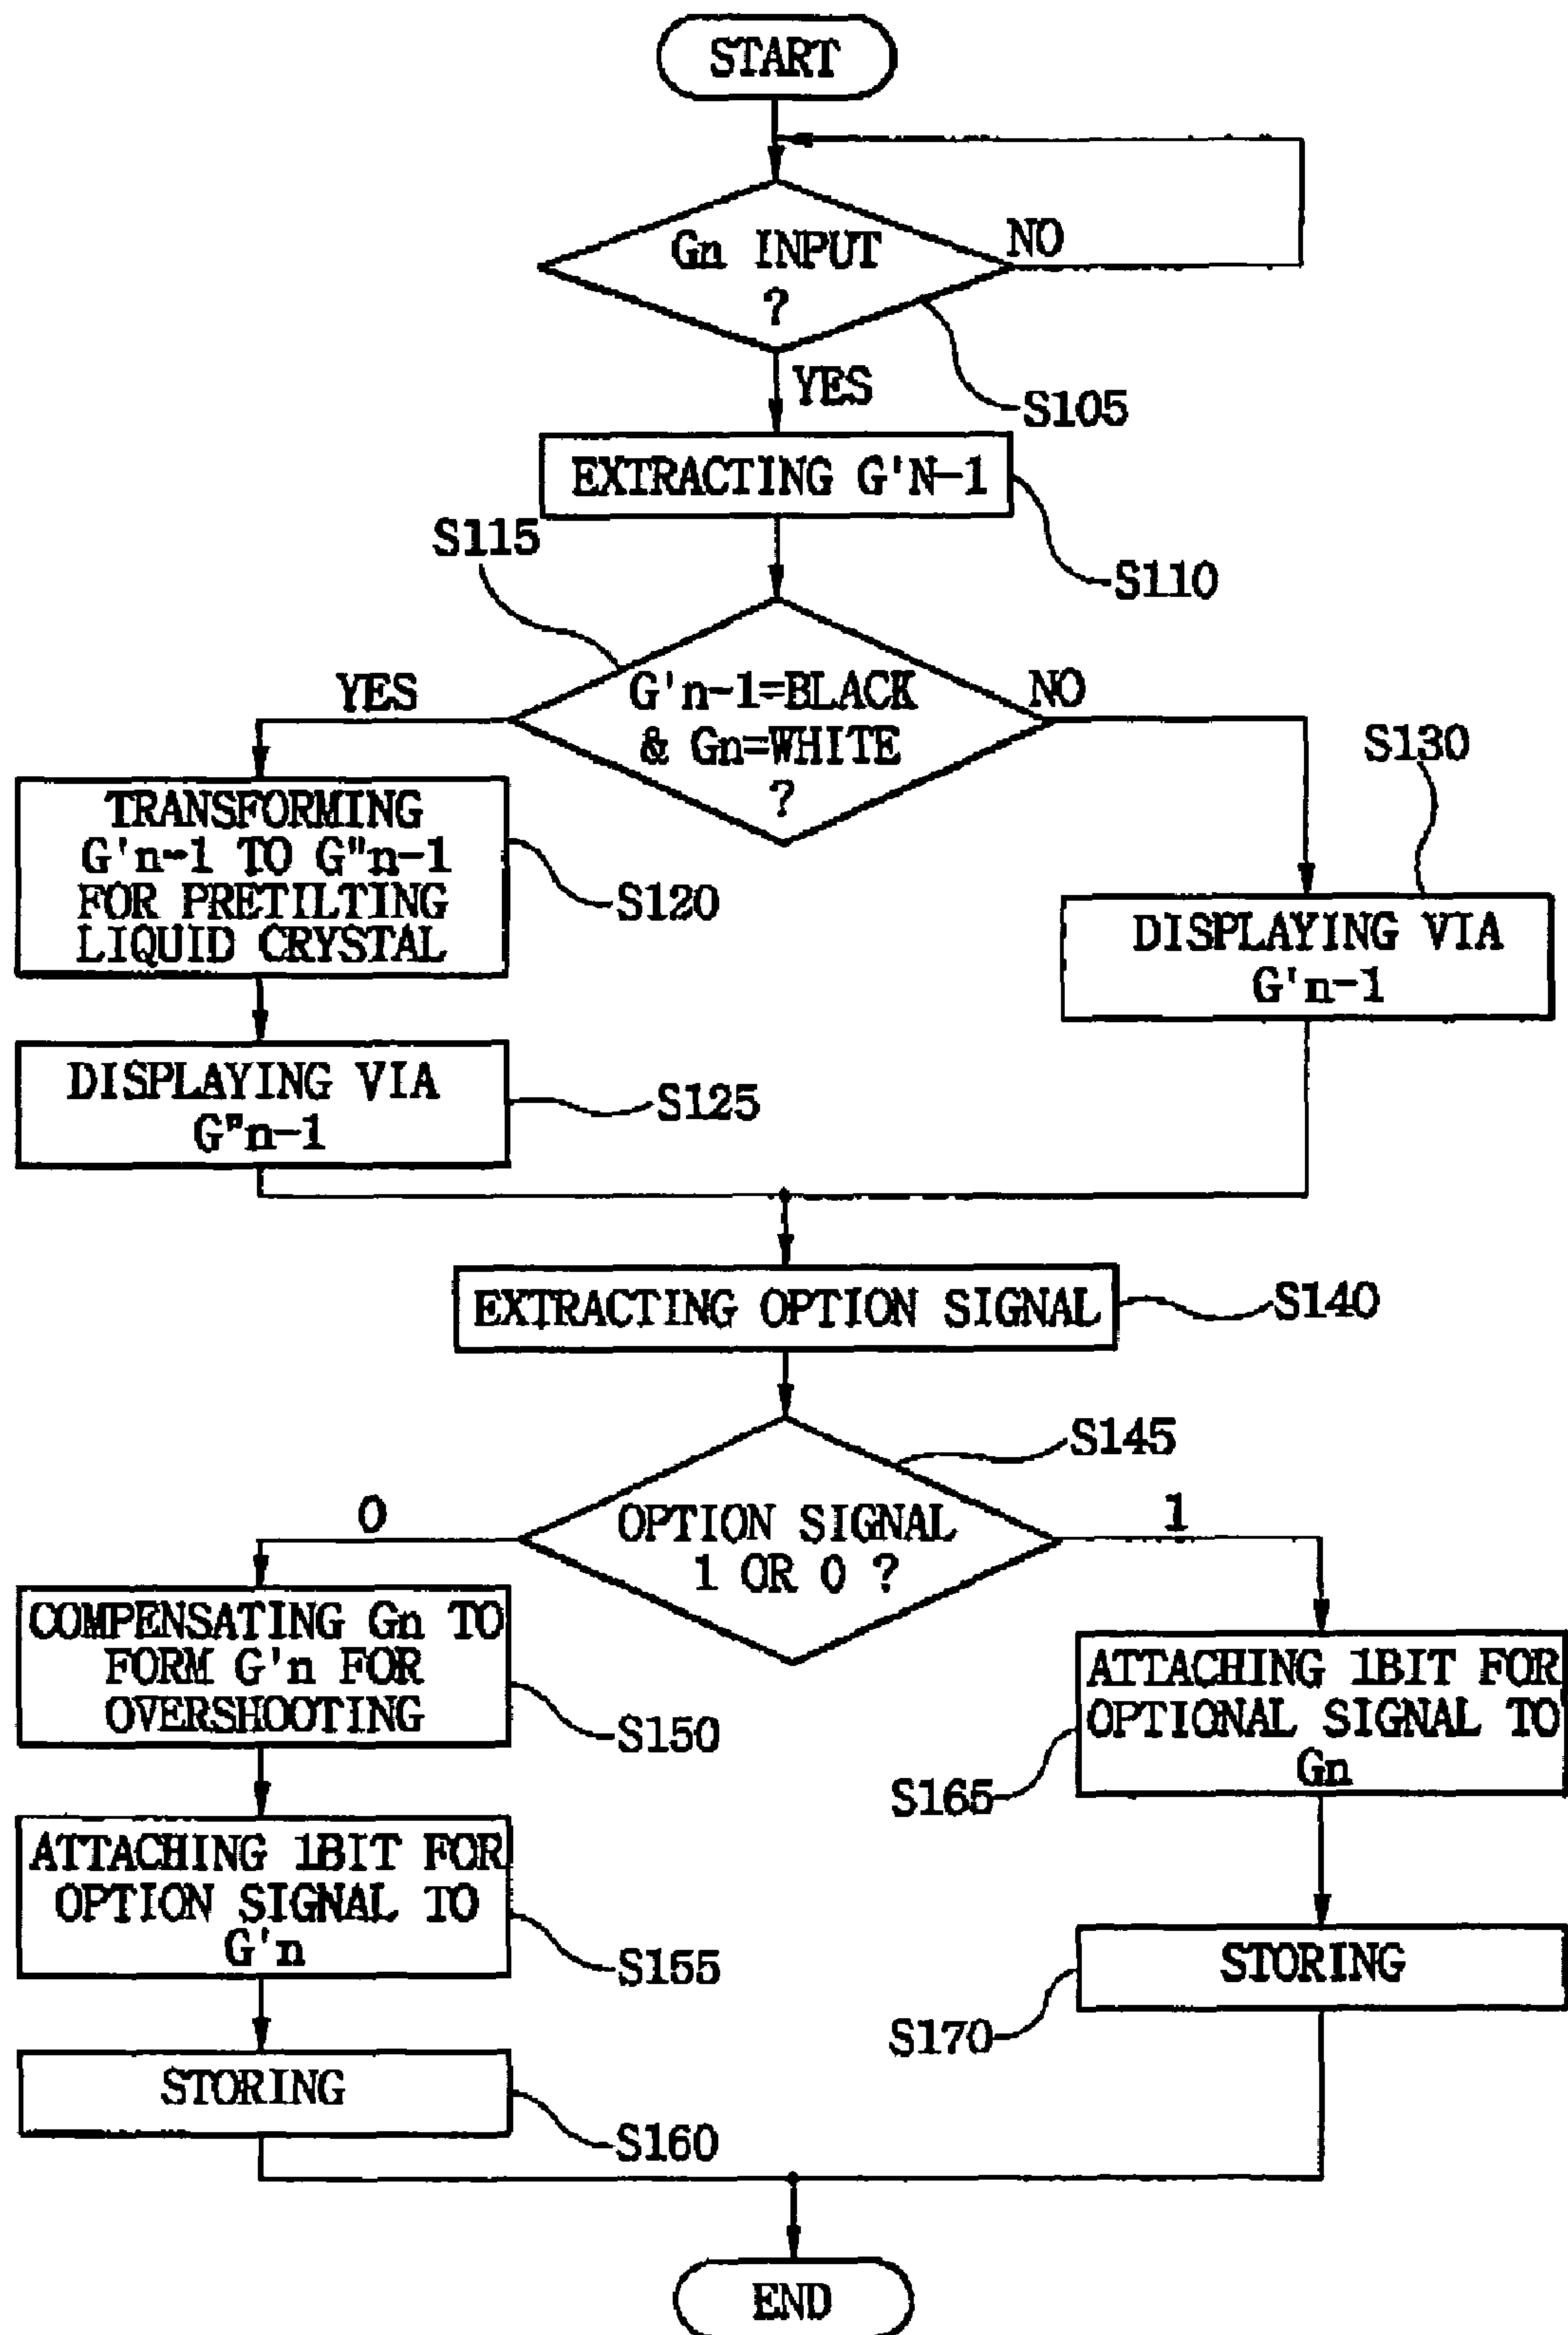 START
Gn INPUT
?
NO
YES
S105
EXTRACTING G'N-1
S110
S115
G'n-1=BLACK
& Gn=WHITE
?
YES
NO
TRANSFORMING
G'n-1 TO G"n-1
FOR PRETILTING
LIQUID CRYSTAL
S120
S130
DISPLAYING VIA
G'n-1
DISPLAYING VIA
G"n-1
S125
EXTRACTING OPTION SIGNAL
S140
S145
OPTION SIGNAL
1 OR 0 ?
0
1
COMPENSATING Gn TO
FORM G'n FOR
OVERSHOOTING
S150
ATTACHING 1BIT FOR
OPTIONAL SIGNAL TO
Gn
S165
ATTACHING 1BIT FOR
OPTION SIGNAL TO
G'n
S155
STORING
S170
STORING
S160
END